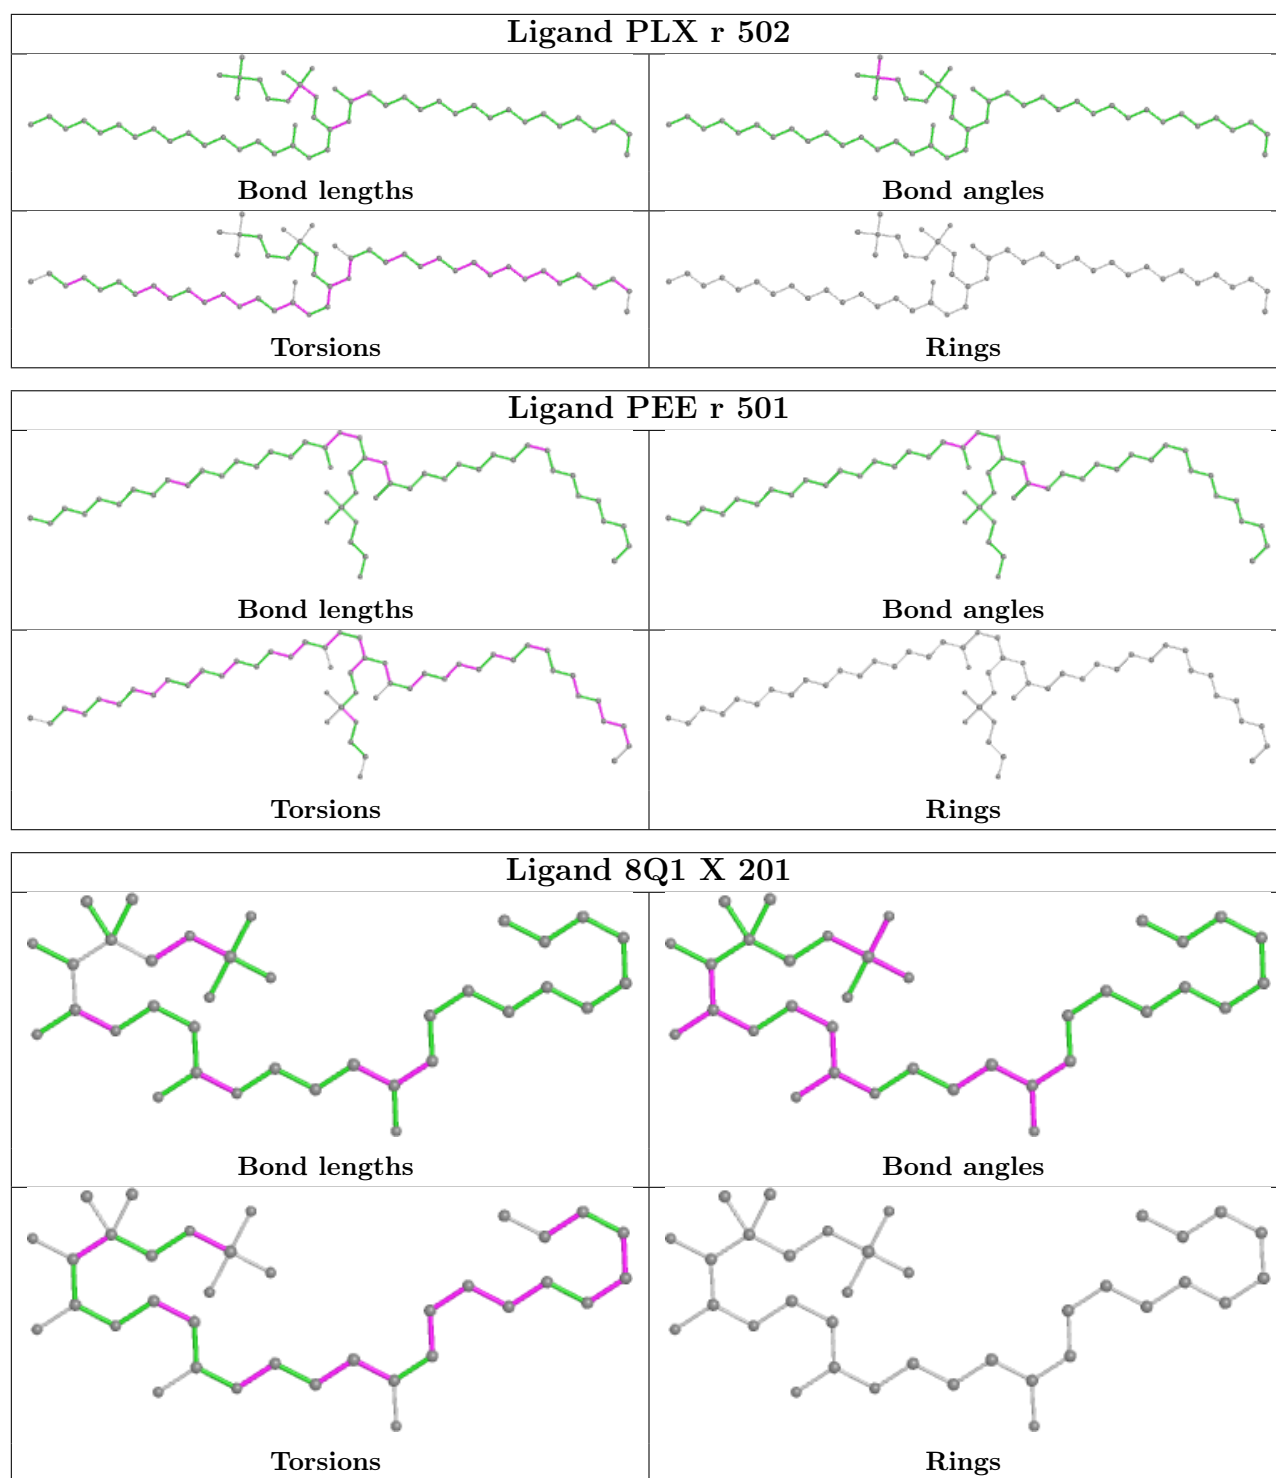 Ligand PLX r 502
Bond lengths
Bond angles
Torsions
Rings
Ligand PEE r 501
Bond lengths
Bond angles
Torsions
Rings
Ligand 8Q1 X 201
Bond lengths
Bond angles
Torsions
Rings